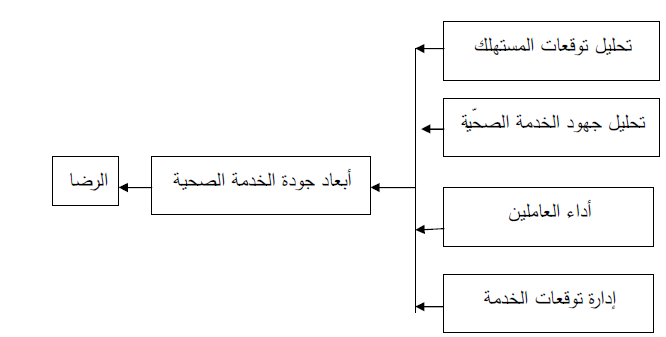 تحليل توقعات المستهلك
تحليل جهود الخدمة الصحّية
أبعاد جودة الخدمة الصحية
الرضا
أداء العاملين
إدارة توقعات الخدمة